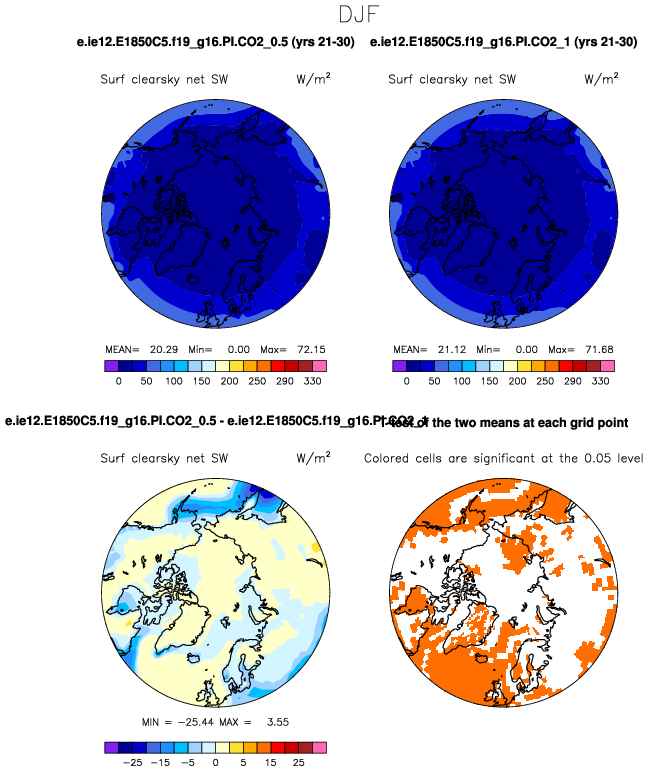 DJF
e.ie12.E1850C5.f19_g16.PI.CO2_0.5 (yrs 21-30)
e.ie12.E1850C5.f19_g16.PI.CO2_1 (yrs 21-30)
Surf clearsky net SW W/m²
Surf clearsky net SW W/m²
MEAN= 20.29 Min= 0.00 Max= 72.15
MEAN= 21.12 Min= 0.00 Max= 71.68
0 50 100 150 200 250 290 330
0 50 100 150 200 250 290 330
e.ie12.E1850C5.f19_g16.PI.CO2_0.5 - e.ie12.E1850C5.f19_g16.PI.CO2_1
T-test of the two means at each grid point
Surf clearsky net SW W/m²
Colored cells are significant at the 0.05 level
MIN = -25.44 MAX = 3.55
-25 -15 -5 0 5 15 25